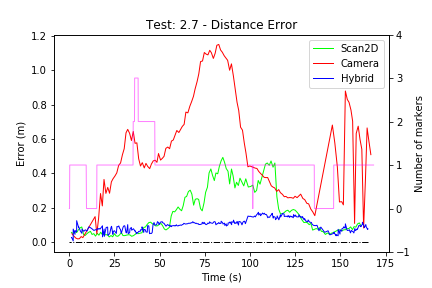 Test: 2.7 - Distance Error
Scan2D
Camera
Hybrid
Error (m)
1.2
1.0
0.8
0.6
0.4
0.2
0.0
Number of markers
4
3
2
1
0
−1
0 25 50 75 100 125 150 175
Time (s)